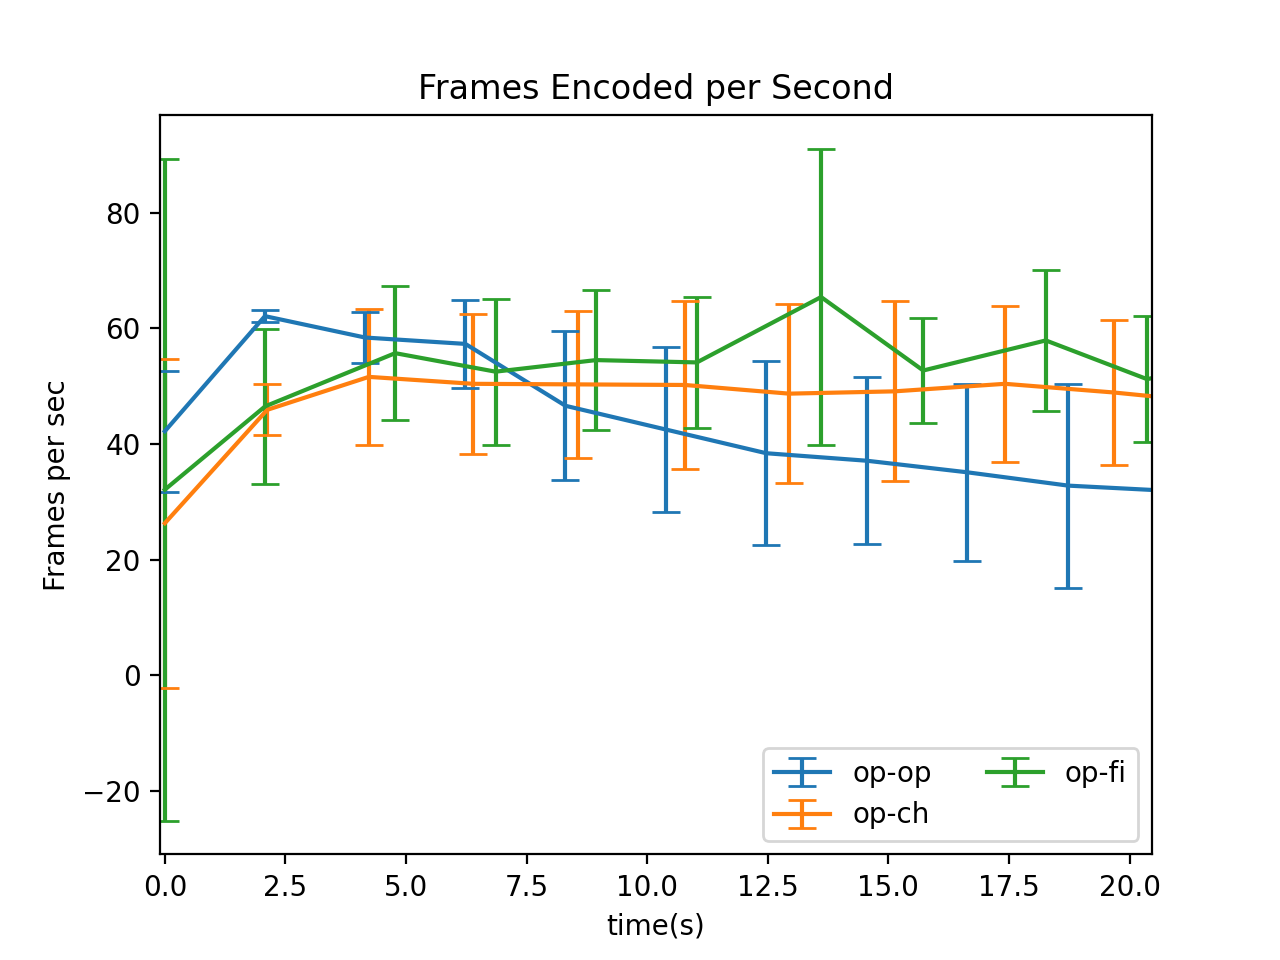 Frames Encoded per Second
Frames per sec
80
60
40
20
0
−20
0.0 2.5 5.0 7.5 10.0 12.5 15.0 17.5 20.0
time(s)
op-op op-fi
op-ch